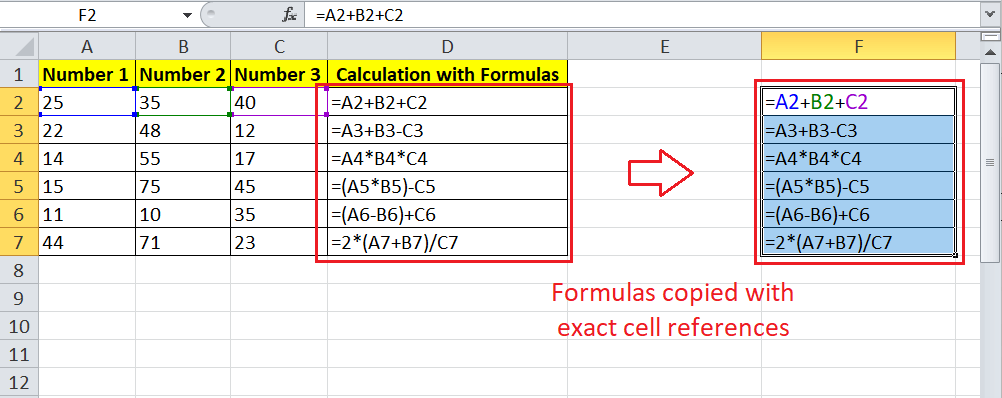 F2 fx =A2+B2+C2
A B C D E F
1 Number 1 Number 2 Number 3 Calculation with Formulas
2 25 35 40 =A2+B2+C2 =A2+B2+C2
3 22 48 12 =A3+B3-C3 =A3+B3-C3
4 14 55 17 =A4*B4*C4 =A4*B4*C4
5 15 75 45 =(A5*B5)-C5 =(A5*B5)-C5
6 11 10 35 =(A6-B6)+C6 =(A6-B6)+C6
7 44 71 23 =2*(A7+B7)/C7 =2*(A7+B7)/C7
8
9 Formulas copied with
10 exact cell references
11
12